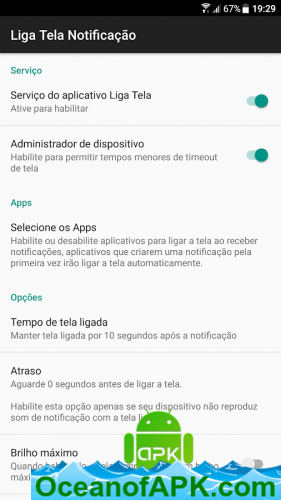 67% 19:29
Liga Tela Notificação
Serviço
Serviço do aplicativo Liga Tela
Ative para habilitar
Administrador de dispositivo
Habilite para permitir tempos menores de timeout
de tela
Apps
Selecione os Apps
Habilite ou desabilite aplicativos para ligar a tela ao receber
notificações, aplicativos que criarem uma notificação pela
primeira vez irão ligar a tela automaticamente.
Opções
Tempo de tela ligada
Manter tela ligada por 10 segundos após a notificação
Atraso
Aguarde 0 segundos antes de ligar a tela.
Habilite esta opção apenas se seu dispositivo não reproduz
som de notificação com a tela
Brilho máximo
Quando
APK
OceanofAPK.com